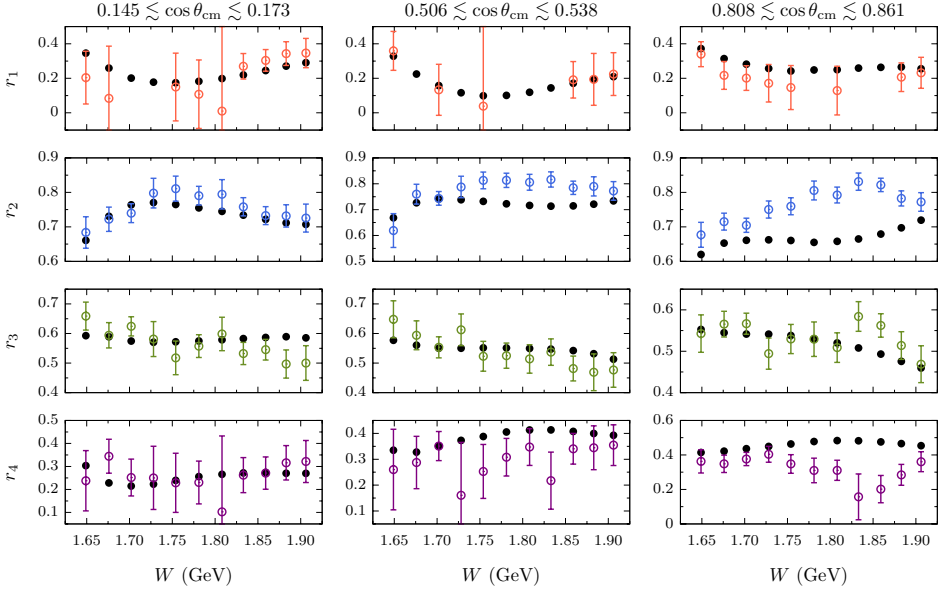 0.145 ≲ cos θcm ≲ 0.173 0.506 ≲ cos θcm ≲ 0.538 0.808 ≲ cos θcm ≲ 0.861
r1 0.4 0.2 0 0.4 0.2 0 0.4 0.2 0
r2 0.9 0.8 0.7 0.6 0.9 0.8 0.7 0.6 0.5 0.9 0.8 0.7 0.6
r3 0.7 0.6 0.5 0.4 0.7 0.6 0.5 0.4 0.6 0.5 0.4
r4 0.5 0.4 0.3 0.2 0.1 0.4 0.3 0.2 0.1 0.6 0.4 0.2 0
1.65 1.70 1.75 1.80 1.85 1.90 1.65 1.70 1.75 1.80 1.85 1.90 1.65 1.70 1.75 1.80 1.85 1.90
W (GeV) W (GeV) W (GeV)